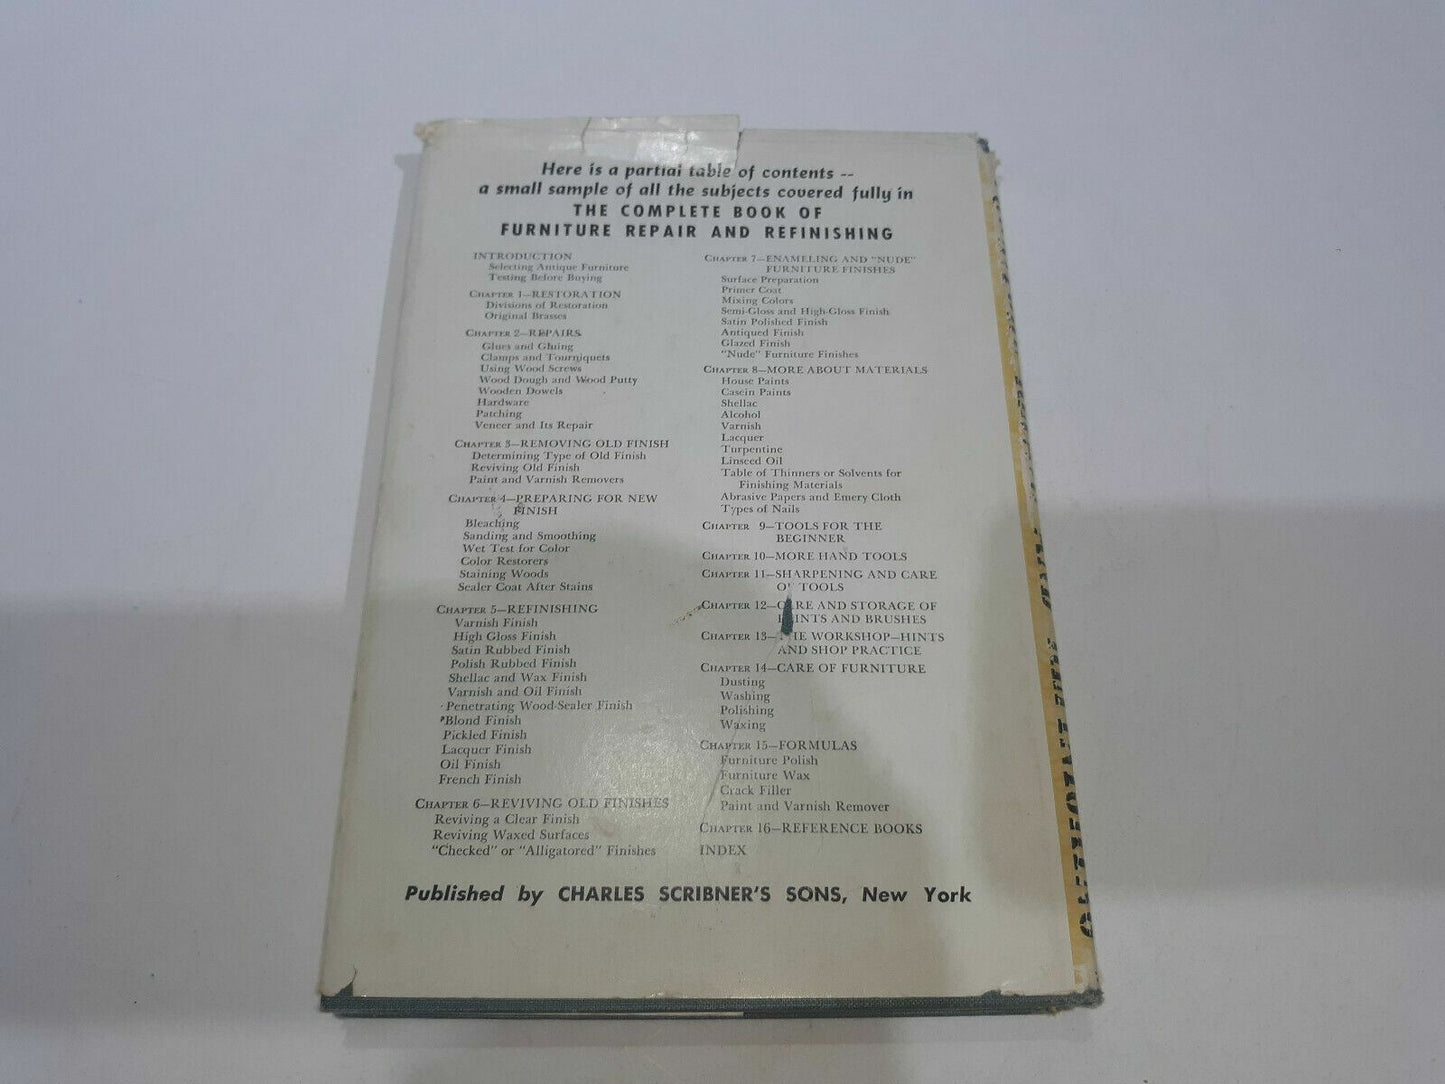 Here is a partial table of contents --
a small sample of all the subjects covered fully in
THE COMPLETE BOOK OF
FURNITURE REPAIR AND REFINISHING
INTRODUCTION
Selecting Antique Furniture
Testing Before Buying
CHAPTER 1—RESTORATION
Divisions of Restoration
Original Brasses
CHAPTER 2—REPAIRS
Glues and Gluing
Clamps and Tourniquets
Using Wood Screws
Wood Dough and Wood Putty
Wooden Dowels
Hardware
Patching
Veneer and Its Repair
CHAPTER 3—REMOVING OLD FINISH
Determining Type of Old Finish
Reviving Old Finish
Paint and Varnish Removers
CHAPTER 4—PREPARING FOR NEW
FINISH
Bleaching
Sanding and Smoothing
Wet Test for Color
Color Restorers
Staining Woods
Sealer Coat After Stains
CHAPTER 5—REFINISHING
Varnish Finish
High Gloss Finish
Satin Rubbed Finish
Polish Rubbed Finish
Shellac and Wax Finish
Varnish and Oil Finish
Penetrating Wood-Sealer Finish
Blond Finish
Pickled Finish
Lacquer Finish
Oil Finish
French Finish
CHAPTER 6—REVIVING OLD FINISHES
Reviving a Clear Finish
Reviving Waxed Surfaces
"Checked" or "Alligatored" Finishes
CHAPTER 7—ENAMELING AND "NUDE"
FURNITURE FINISHES
Surface Preparation
Primer Coat
Mixing Colors
Semi-Gloss and High-Gloss Finish
Satin Polished Finish
Antiqued Finish
Glazed Finish
"Nude" Furniture Finishes
CHAPTER 8—MORE ABOUT MATERIALS
House Paints
Casein Paints
Shellac
Alcohol
Varnish
Lacquer
Turpentine
Linseed Oil
Table of Thinners or Solvents for
Finishing Materials
Abrasive Papers and Emery Cloth
Types of Nails
CHAPTER 9—TOOLS FOR THE
BEGINNER
CHAPTER 10—MORE HAND TOOLS
CHAPTER 11—SHARPENING AND CARE
OF TOOLS
CHAPTER 12—CARE AND STORAGE OF
PAINTS AND BRUSHES
CHAPTER 13—THE WORKSHOP—HINTS
AND SHOP PRACTICE
CHAPTER 14—CARE OF FURNITURE
Dusting
Washing
Polishing
Waxing
CHAPTER 15—FORMULAS
Furniture Polish
Furniture Wax
Crack Filler
Paint and Varnish Remover
CHAPTER 16—REFERENCE BOOKS
INDEX
Published by CHARLES SCRIBNER'S SONS, New York